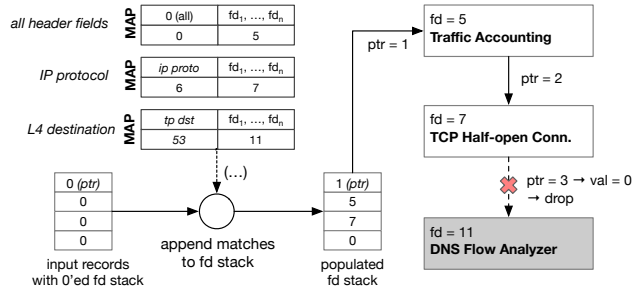 all header fields
MAP
0 (all)
fd1, ..., fdn
0
5
IP protocol
MAP
ip proto
fd1, ..., fdn
6
7
L4 destination
MAP
tp dst
fd1, ..., fdn
53
11
(...)
0 (ptr)
0
0
0
input records
with 0'ed fd stack
append matches
to fd stack
1 (ptr)
5
7
0
populated
fd stack
ptr = 1
fd = 5
Traffic Accounting
ptr = 2
fd = 7
TCP Half-open Conn.
ptr = 3 → val = 0
→ drop
fd = 11
DNS Flow Analyzer